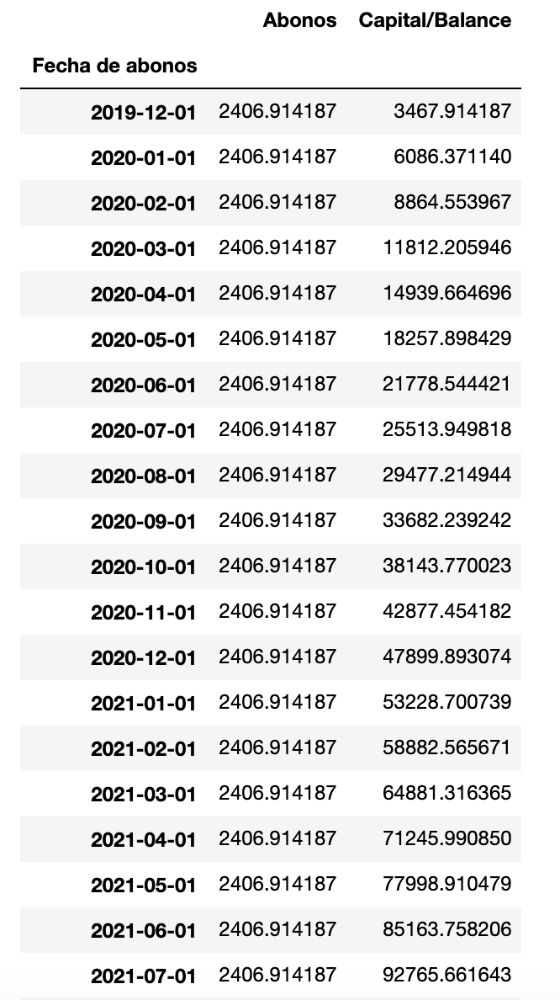 Abonos Capital/Balance
Fecha de abonos
2019-12-01 2406.914187 3467.914187
2020-01-01 2406.914187 6086.371140
2020-02-01 2406.914187 8864.553967
2020-03-01 2406.914187 11812.205946
2020-04-01 2406.914187 14939.664696
2020-05-01 2406.914187 18257.898429
2020-06-01 2406.914187 21778.544421
2020-07-01 2406.914187 25513.949818
2020-08-01 2406.914187 29477.214944
2020-09-01 2406.914187 33682.239242
2020-10-01 2406.914187 38143.770023
2020-11-01 2406.914187 42877.454182
2020-12-01 2406.914187 47899.893074
2021-01-01 2406.914187 53228.700739
2021-02-01 2406.914187 58882.565671
2021-03-01 2406.914187 64881.316365
2021-04-01 2406.914187 71245.990850
2021-05-01 2406.914187 77998.910479
2021-06-01 2406.914187 85163.758206
2021-07-01 2406.914187 92765.661643